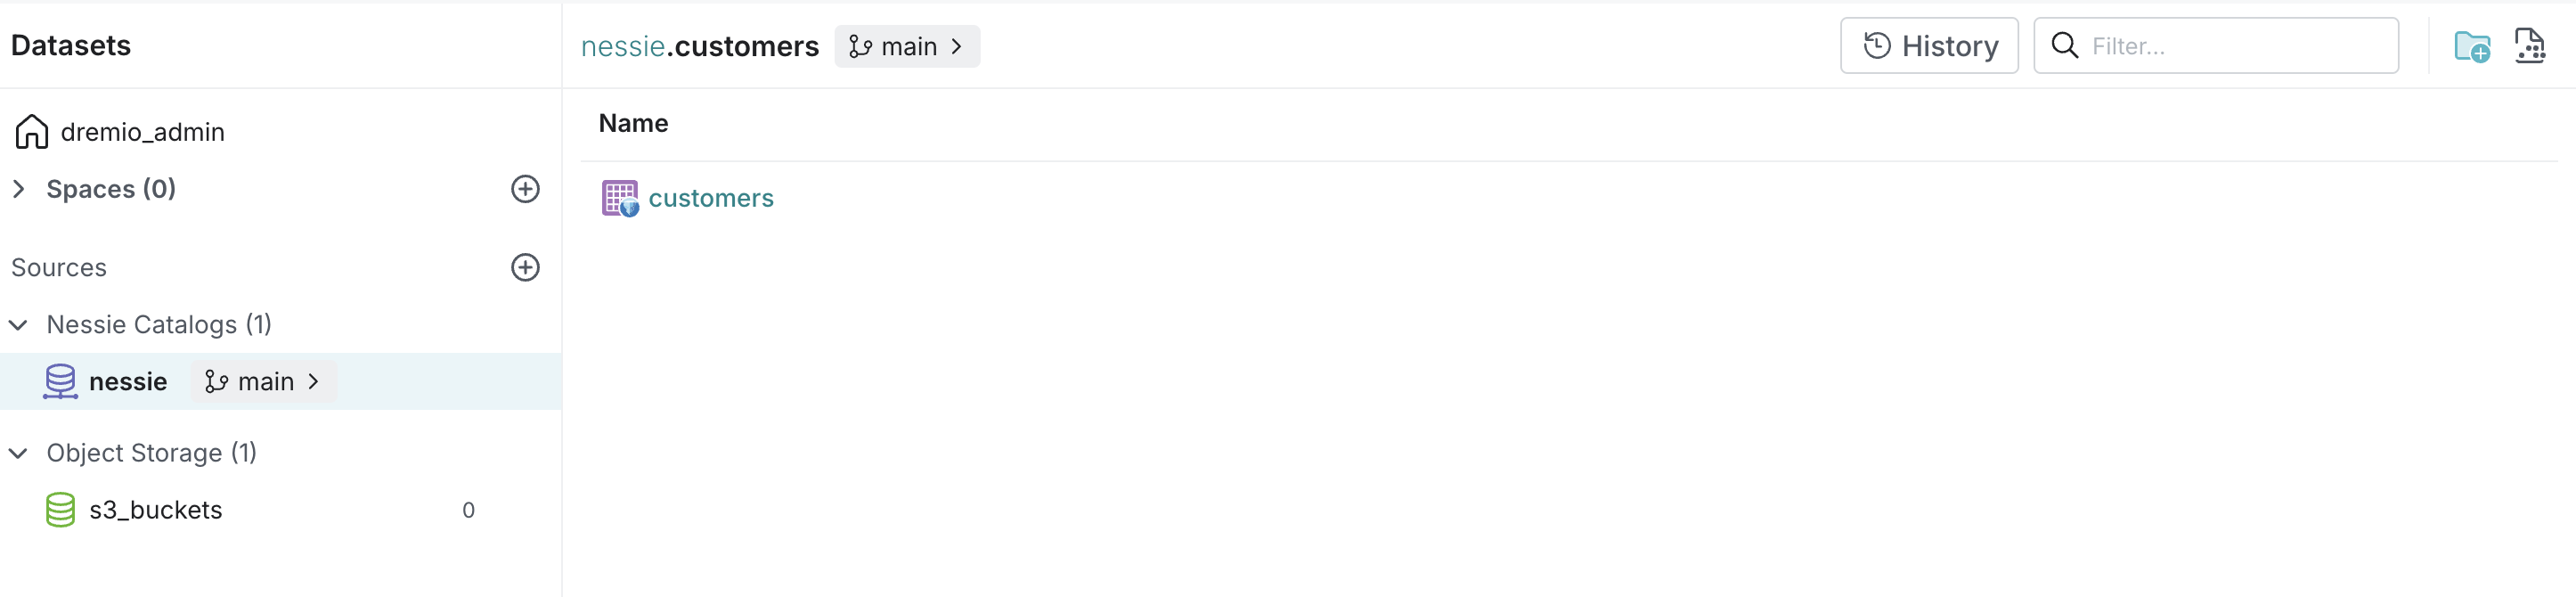 Datasets
dremio_admin
Spaces (0)
Sources
Nessie Catalogs (1)
nessie main
Object Storage (1)
s3_buckets 0
nessie.customers main
History
Filter...
Name
customers